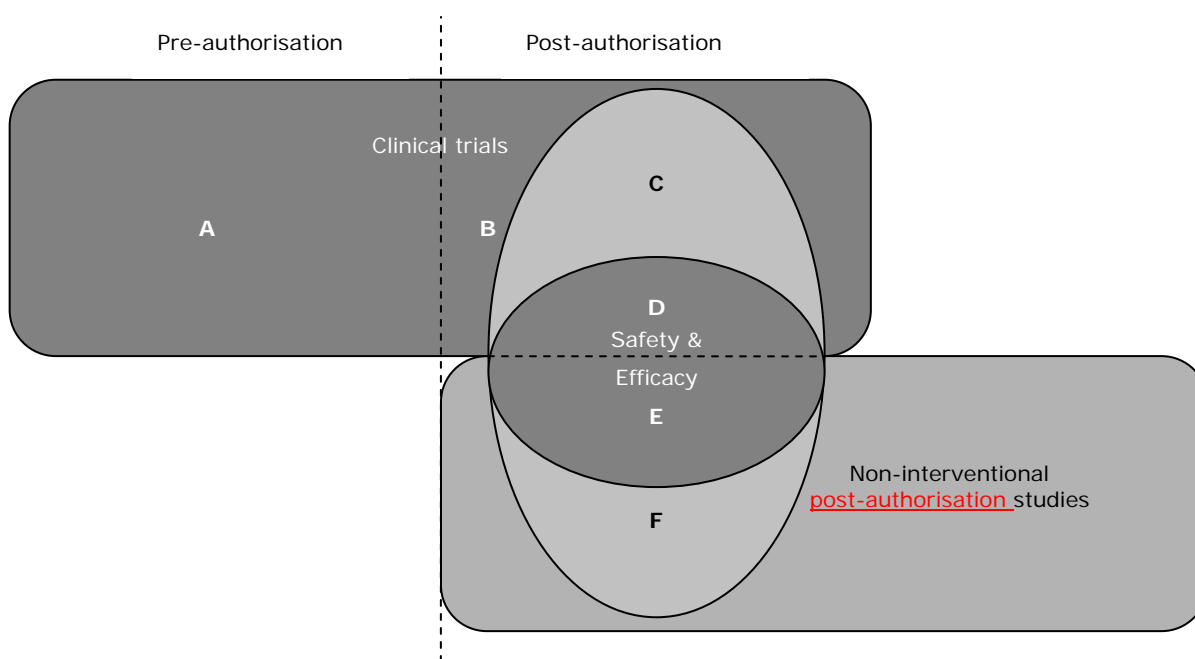 Pre-authorisation
Post-authorisation
Clinical trials
C
A
B
D
Safety &
Efficacy
E
Non-interventional
post-authorisation studies
F